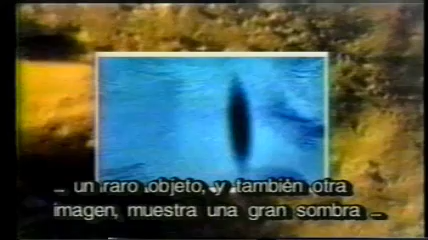 ... un raro objeto, y también otra
imagen, muestra una gran sombra ...